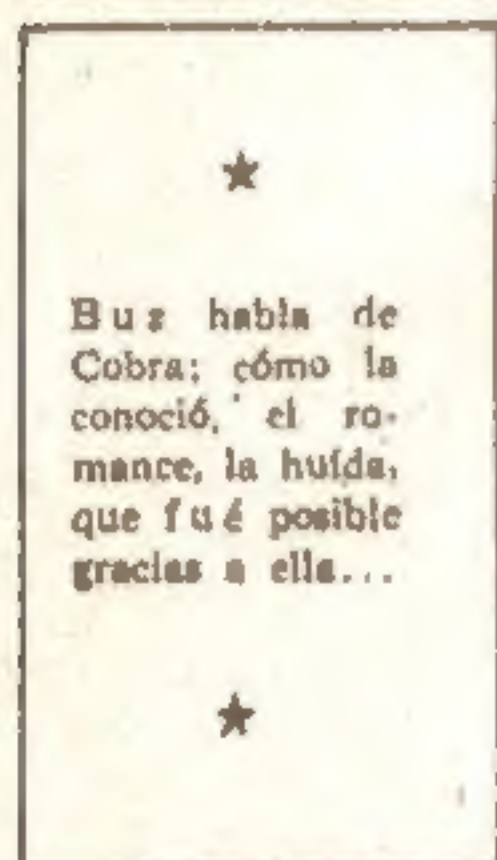 Buz habla de
Cobra; cómo la
conoció, el ro-
mance, la huída,
que fué posible
gracias a ella...